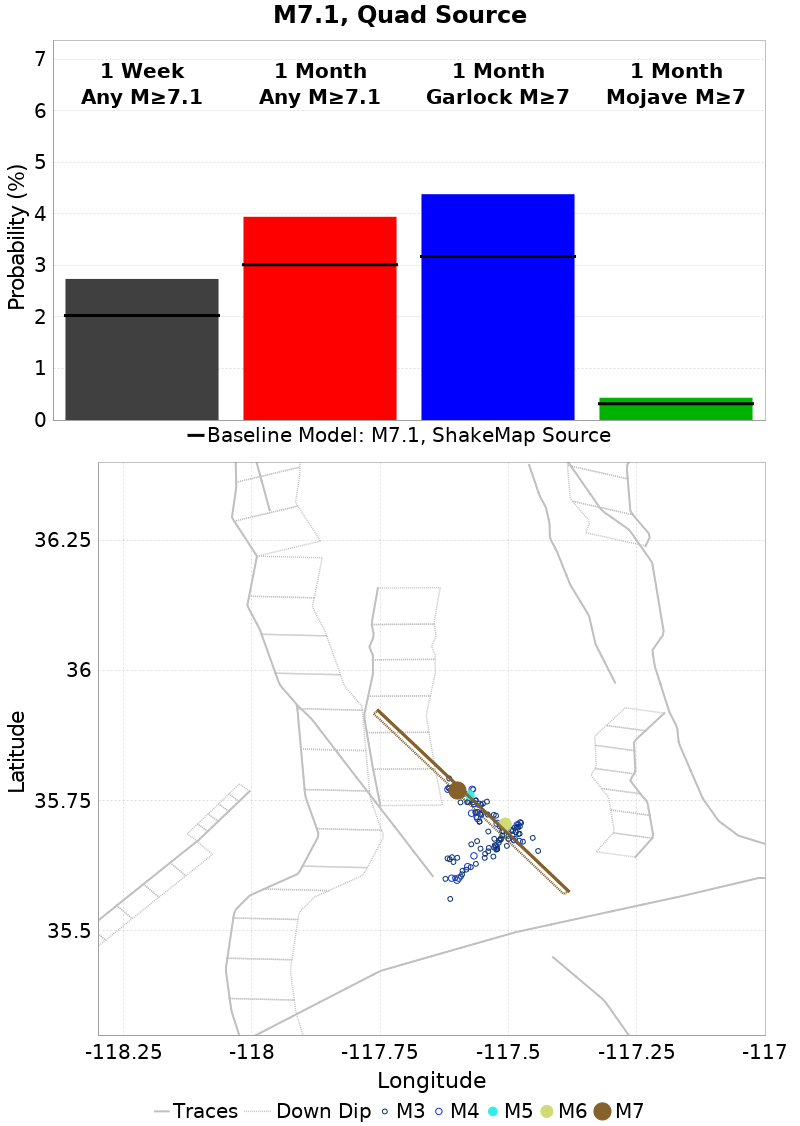 M7.1, Quad Source
1 Week
Any M≥7.1
1 Month
Any M≥7.1
1 Month
Garlock M≥7
1 Month
Mojave M≥7
Probability (%)
7
6
5
4
3
2
1
0
Baseline Model: M7.1, ShakeMap Source
Latitude
36.25
36
35.75
35.5
-118.25
-118
-117.75
-117.5
-117.25
-117
Longitude
Traces
Down Dip
M3
M4
M5
M6
M7